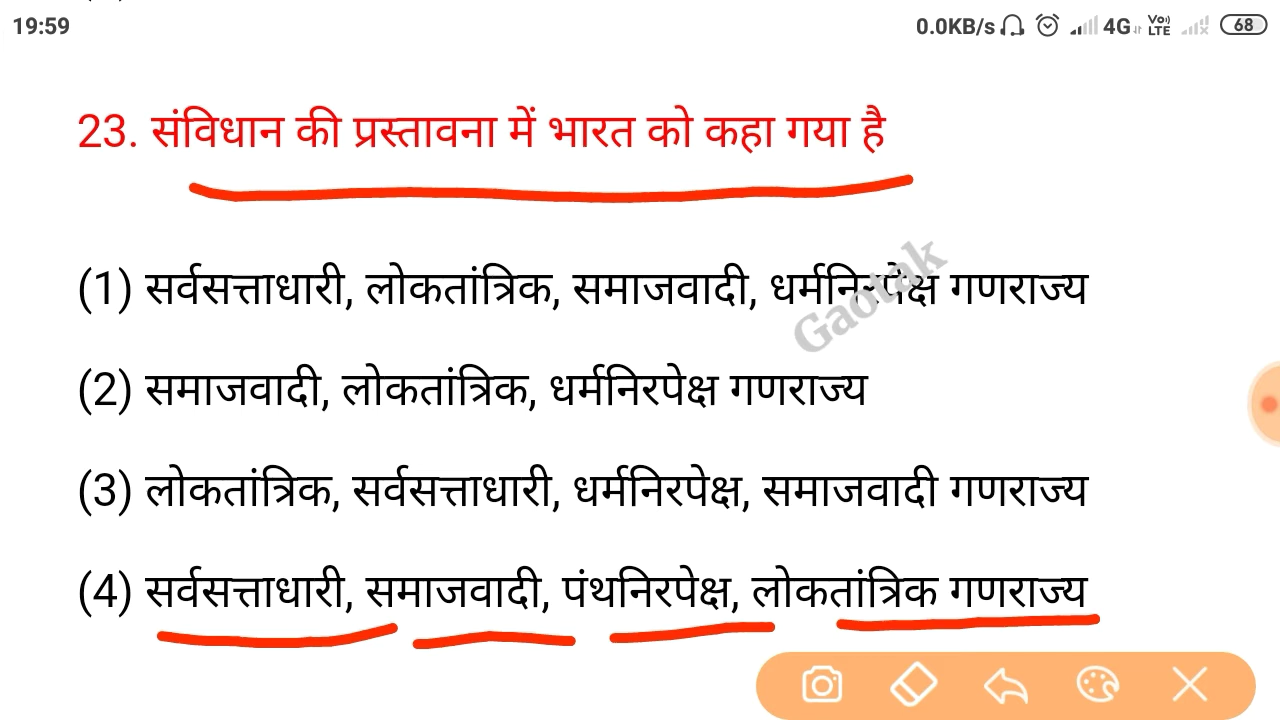 19:59 0.0KB/s 4G VoLTE 68
23. संविधान की प्रस्तावना में भारत को कहा गया है
(1) सर्वसत्ताधारी, लोकतांत्रिक, समाजवादी, धर्मनिरपेक्ष गणराज्य
Gaotak
(2) समाजवादी, लोकतांत्रिक, धर्मनिरपेक्ष गणराज्य
(3) लोकतांत्रिक, सर्वसत्ताधारी, धर्मनिरपेक्ष, समाजवादी गणराज्य
(4) सर्वसत्ताधारी, समाजवादी, पंथनिरपेक्ष, लोकतांत्रिक गणराज्य